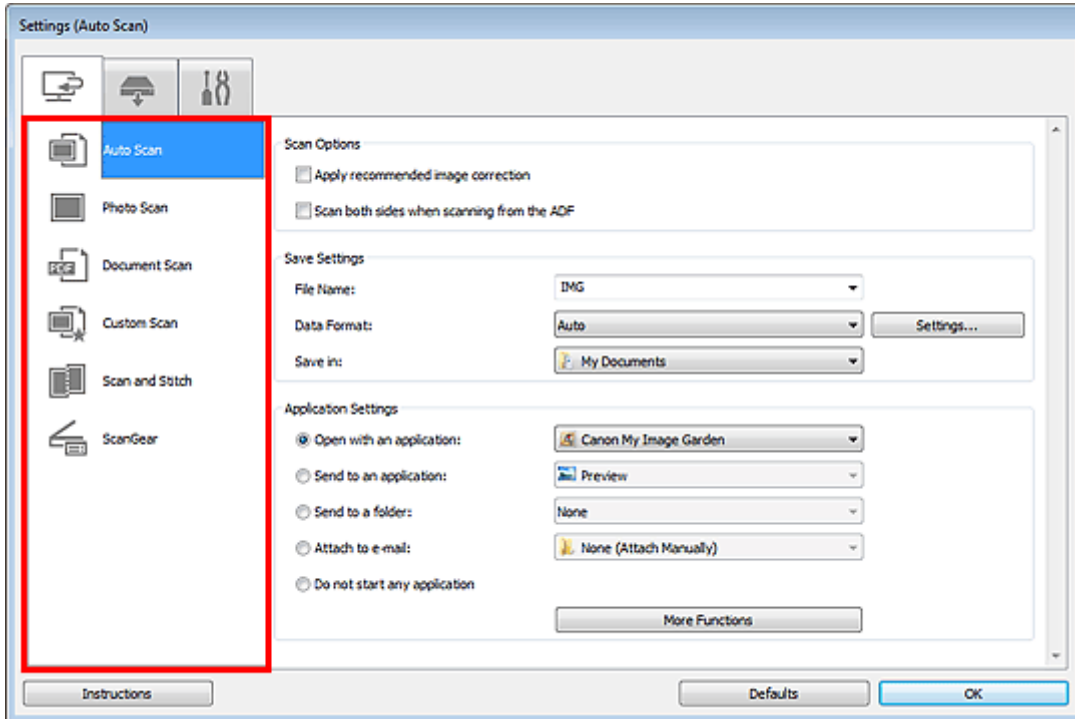 Settings (Auto Scan)
Auto Scan
Photo Scan
Document Scan
Custom Scan
Scan and Stitch
ScanGear
Scan Options
Apply recommended image correction
Scan both sides when scanning from the ADF
Save Settings
File Name: IMG
Data Format: Auto Settings...
Save in: My Documents
Application Settings
Open with an application: Canon My Image Garden
Send to an application: Preview
Send to a folder: None
Attach to e-mail: None (Attach Manually)
Do not start any application
More Functions
Instructions Defaults OK